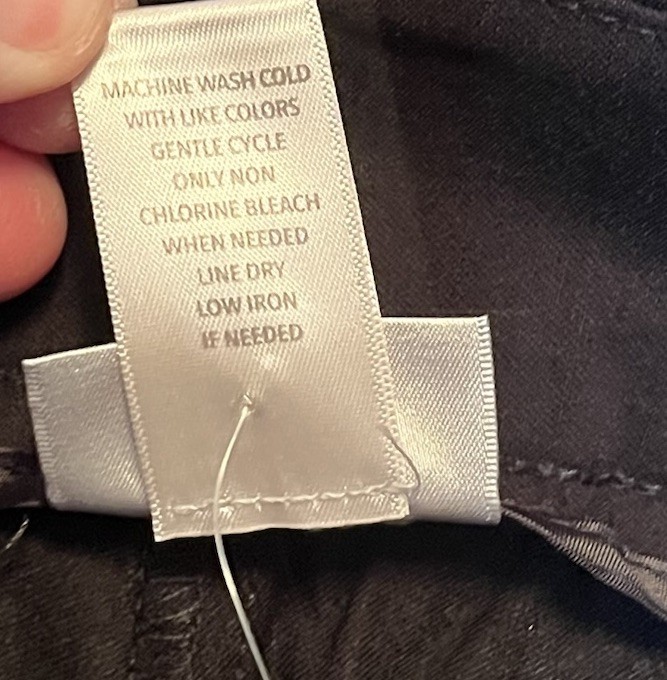 MACHINE WASH COLD
WITH LIKE COLORS
GENTLE CYCLE
ONLY NON
CHLORINE BLEACH
WHEN NEEDED
LINE DRY
LOW IRON
IF NEEDED